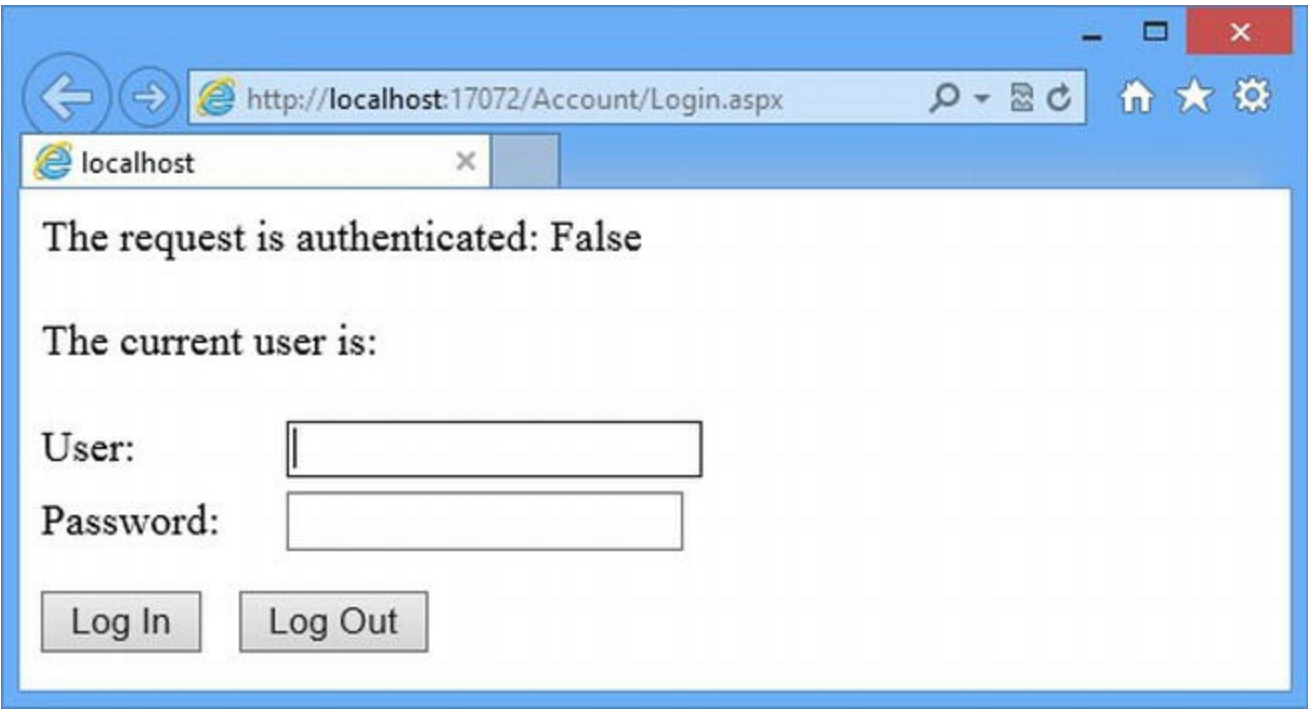 http://localhost:17072/Account/Login.aspx
localhost
The request is authenticated: False
The current user is:
User:
Password:
Log In Log Out